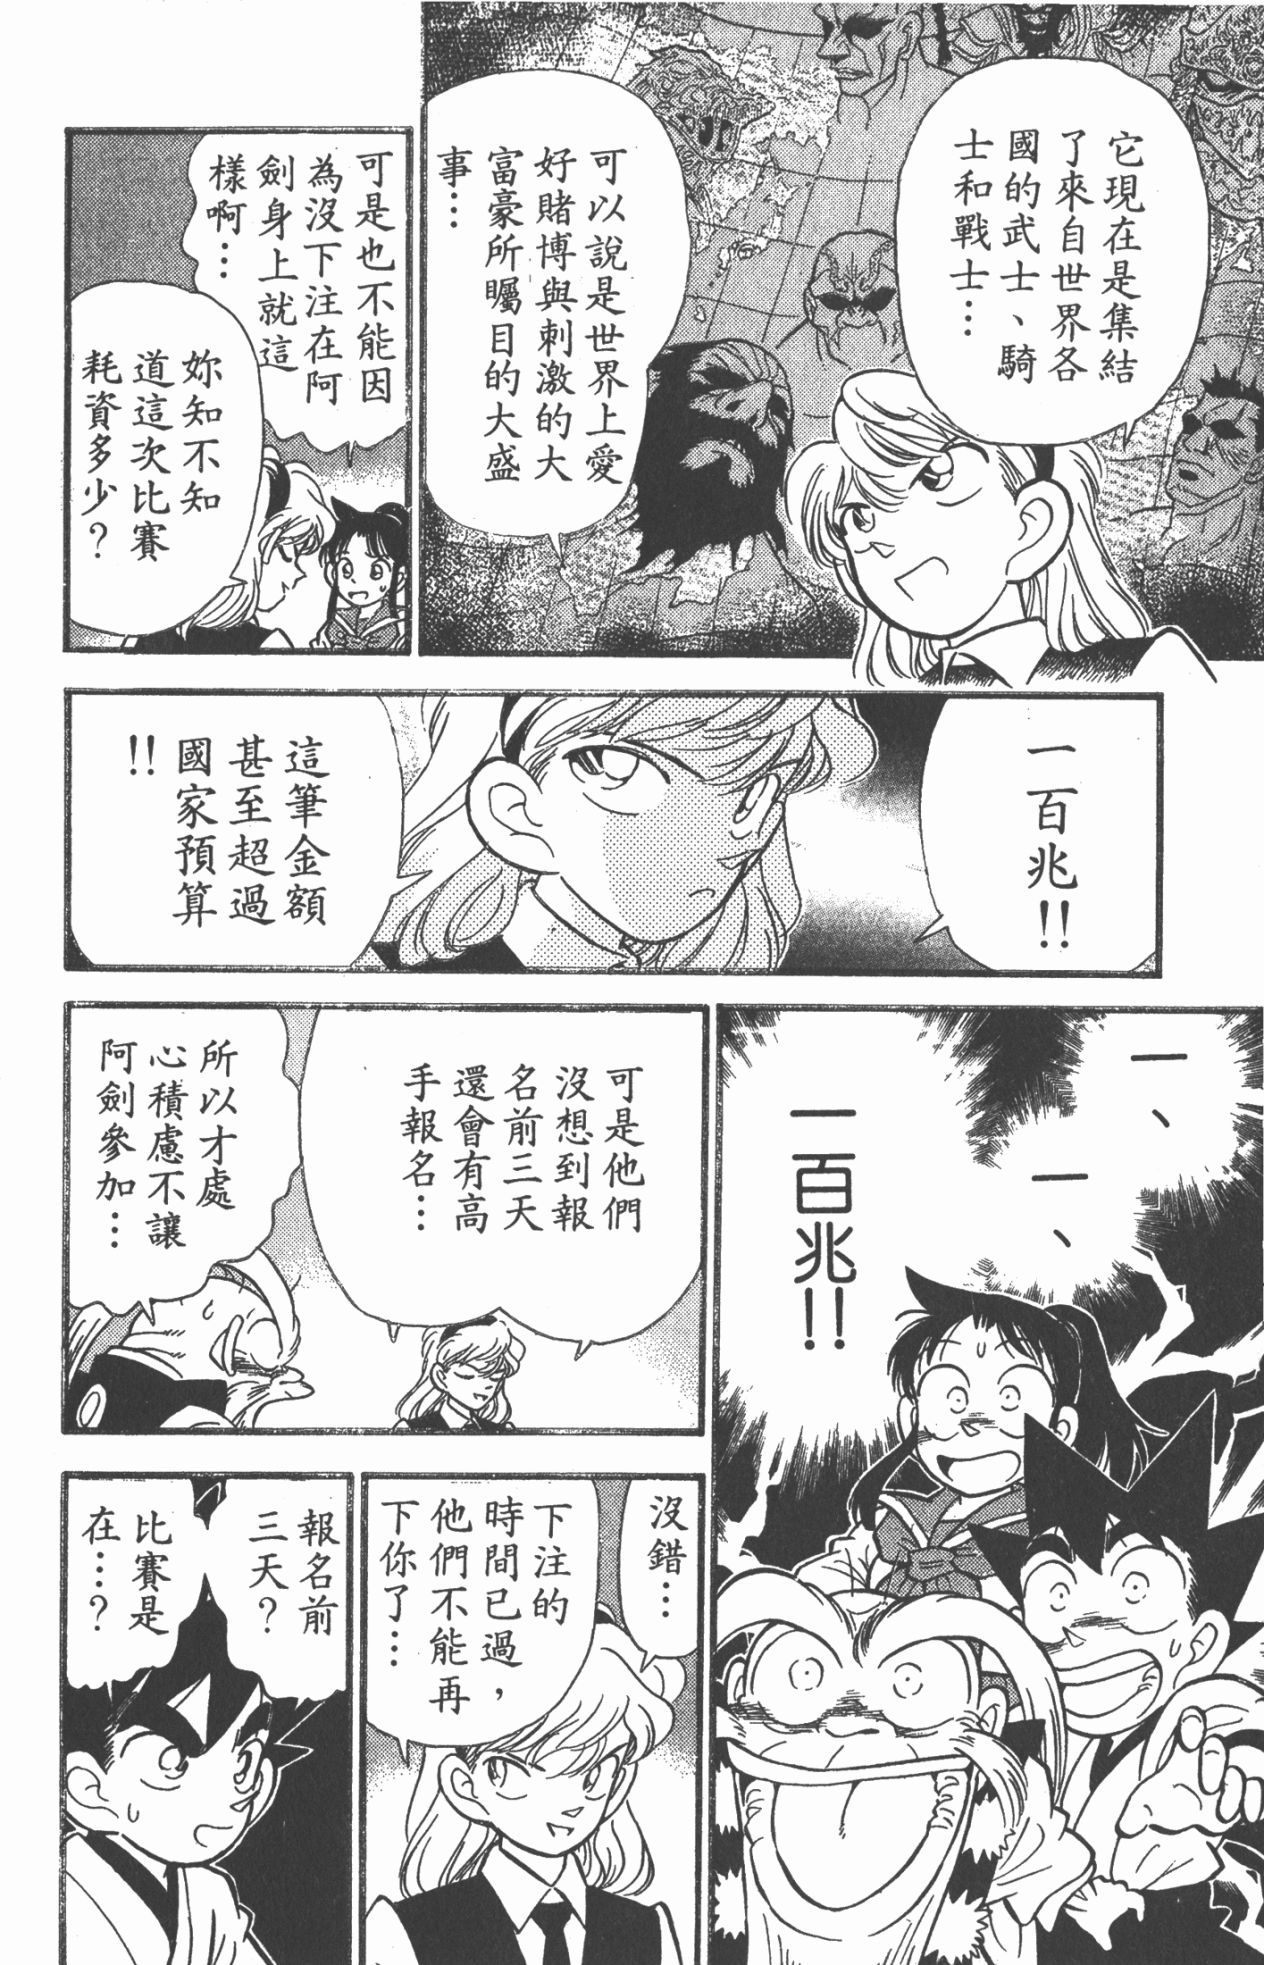 它現在是集結
了來自世界各
國的武士、騎
士和戰士…
可以說是世界上愛
好賭博與刺激的大
富豪所矚目的大盛
事…
可是也不能因
為沒下注在阿
劍身上就這
樣啊…
妳知不知
道這次比賽
耗資多少？
一百兆!!
這筆金額
甚至超過
國家預算
!!
一、
一、
一百兆!!
可是他們
沒想到報
名前三天
還會有高
手報名…
所以才處
心積慮不讓
阿劍參加…
沒錯…
下注的
時間已過，
他們不能再
下你了…
報名前
三天？
比賽是
在…？